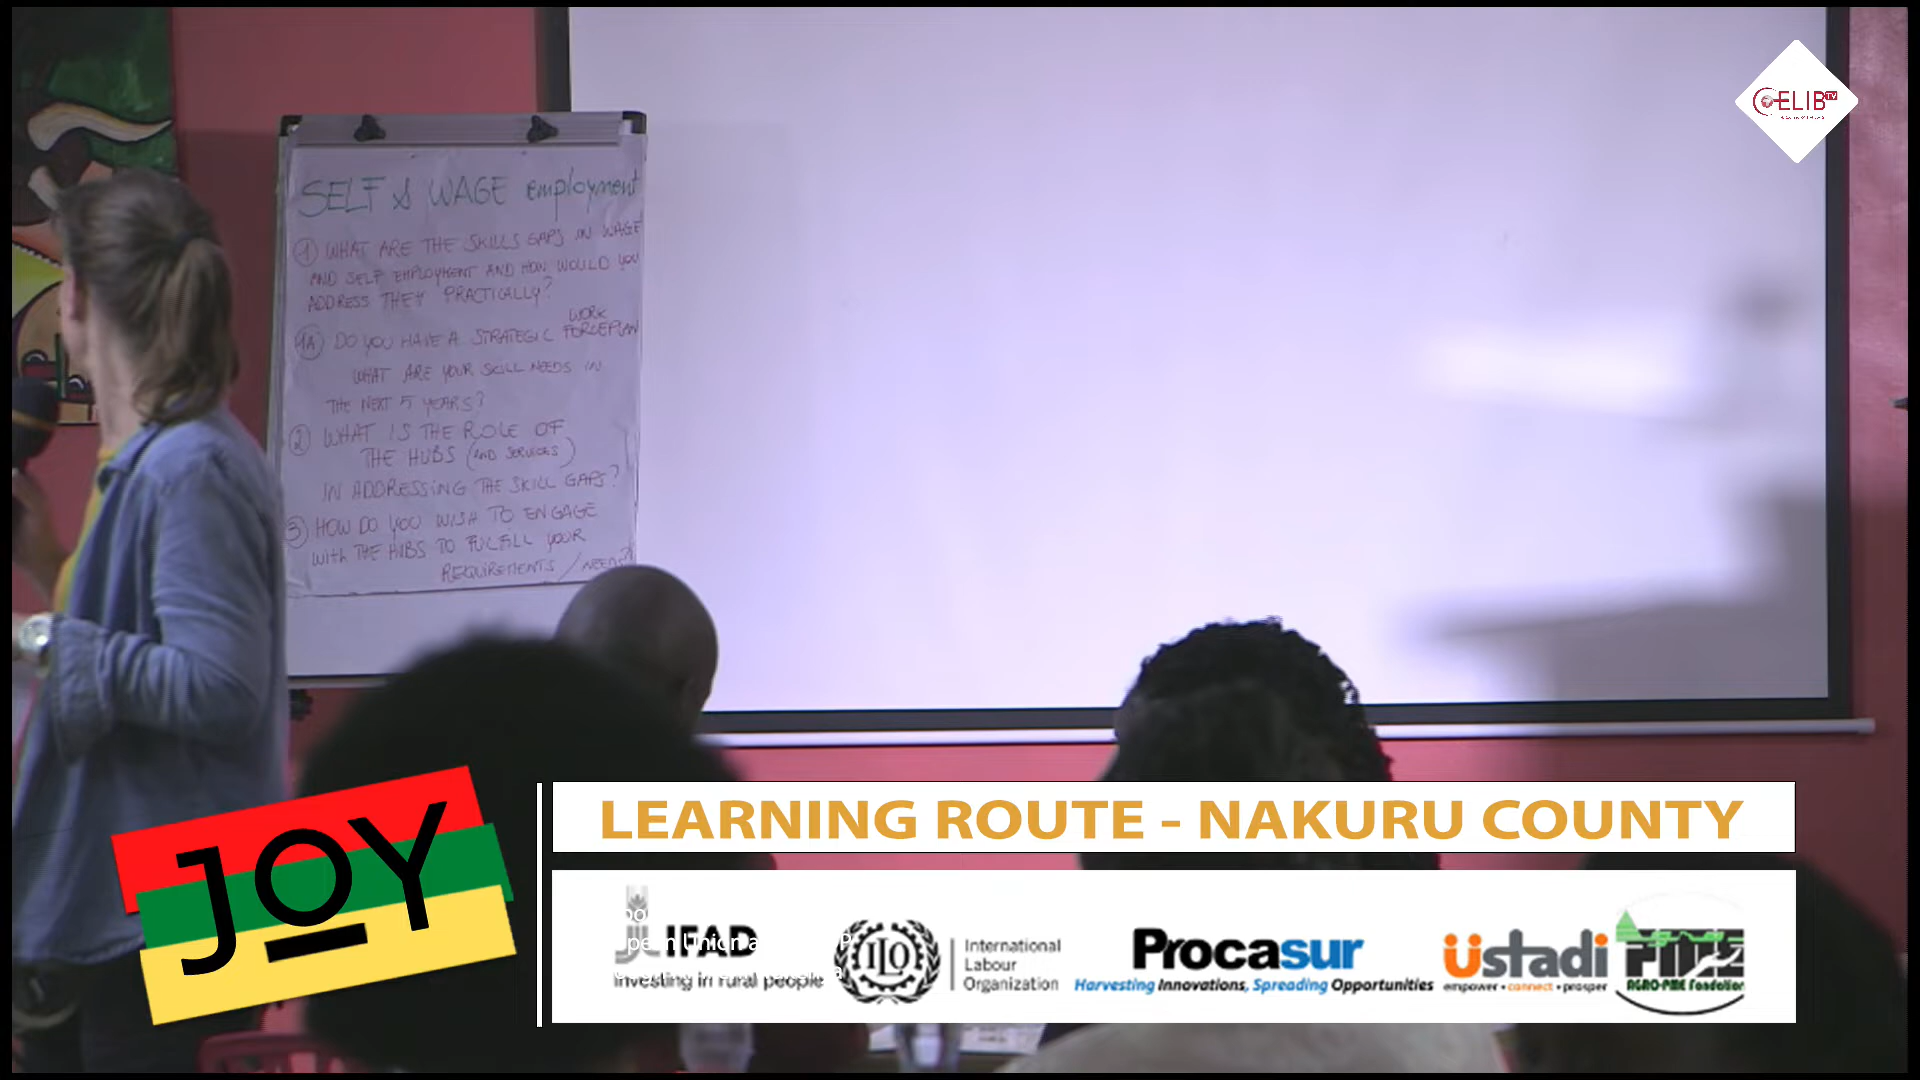 CELIB TV
SELF & WAGE employment
1 WHAT ARE THE SKILLS GAPS IN WAGE
AND SELF EMPLOYMENT AND HOW WOULD YOU
ADDRESS THEM PRACTICALLY?
WORK
1A DO YOU HAVE A STRATEGIC FORCEPLAN
WHAT ARE YOUR SKILL NEEDS IN
THE NEXT 5 YEARS?
2 WHAT IS THE ROLE OF
THE HUBS (AND SERVICES)
IN ADDRESSING THE SKILL GAPS?
3 HOW DO YOU WISH TO ENGAGE
WITH THE HUBS TO FULFILL YOUR
REQUIREMENTS / NEEDS?
JOY
LEARNING ROUTE - NAKURU COUNTY
JL IFAD
Investing in rural people
ILO
International
Labour
Organization
Procasur
Harvesting Innovations, Spreading Opportunities
Ustadi
empower • connect • prosper
AGRO-PME Fondation